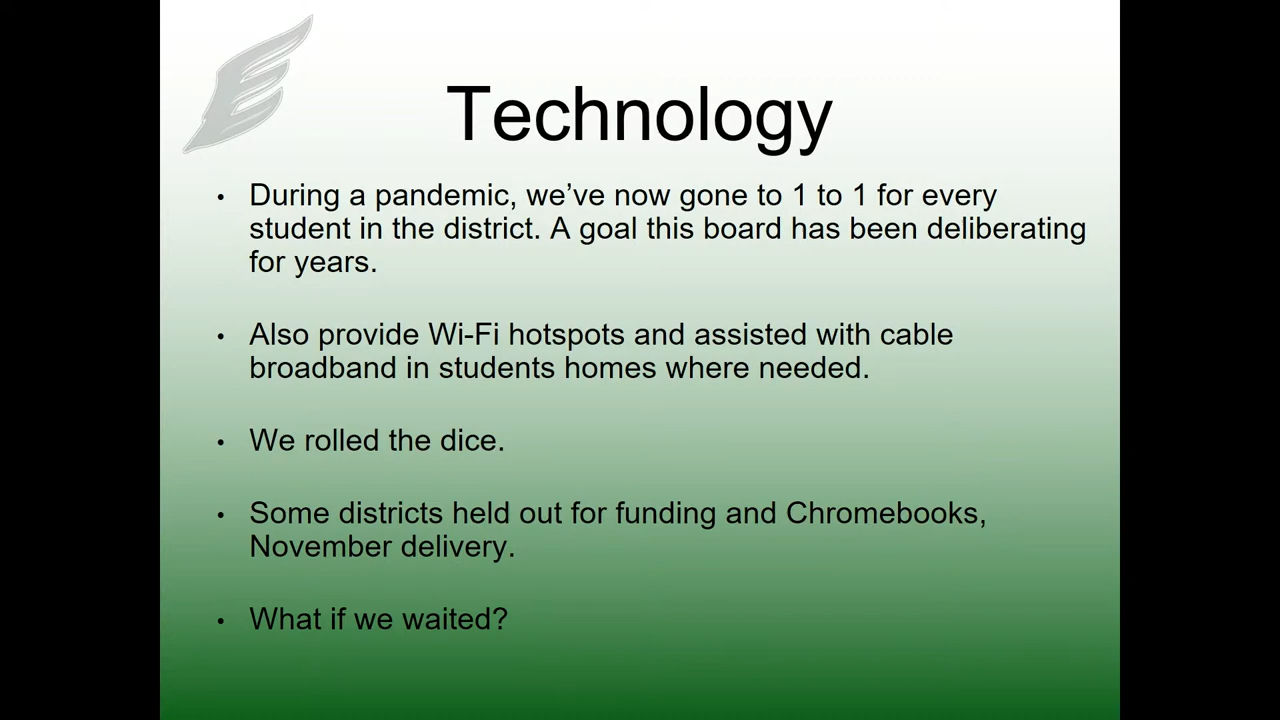 Technology
• During a pandemic, we’ve now gone to 1 to 1 for every
student in the district. A goal this board has been deliberating
for years.
• Also provide Wi-Fi hotspots and assisted with cable
broadband in students homes where needed.
• We rolled the dice.
• Some districts held out for funding and Chromebooks,
November delivery.
• What if we waited?